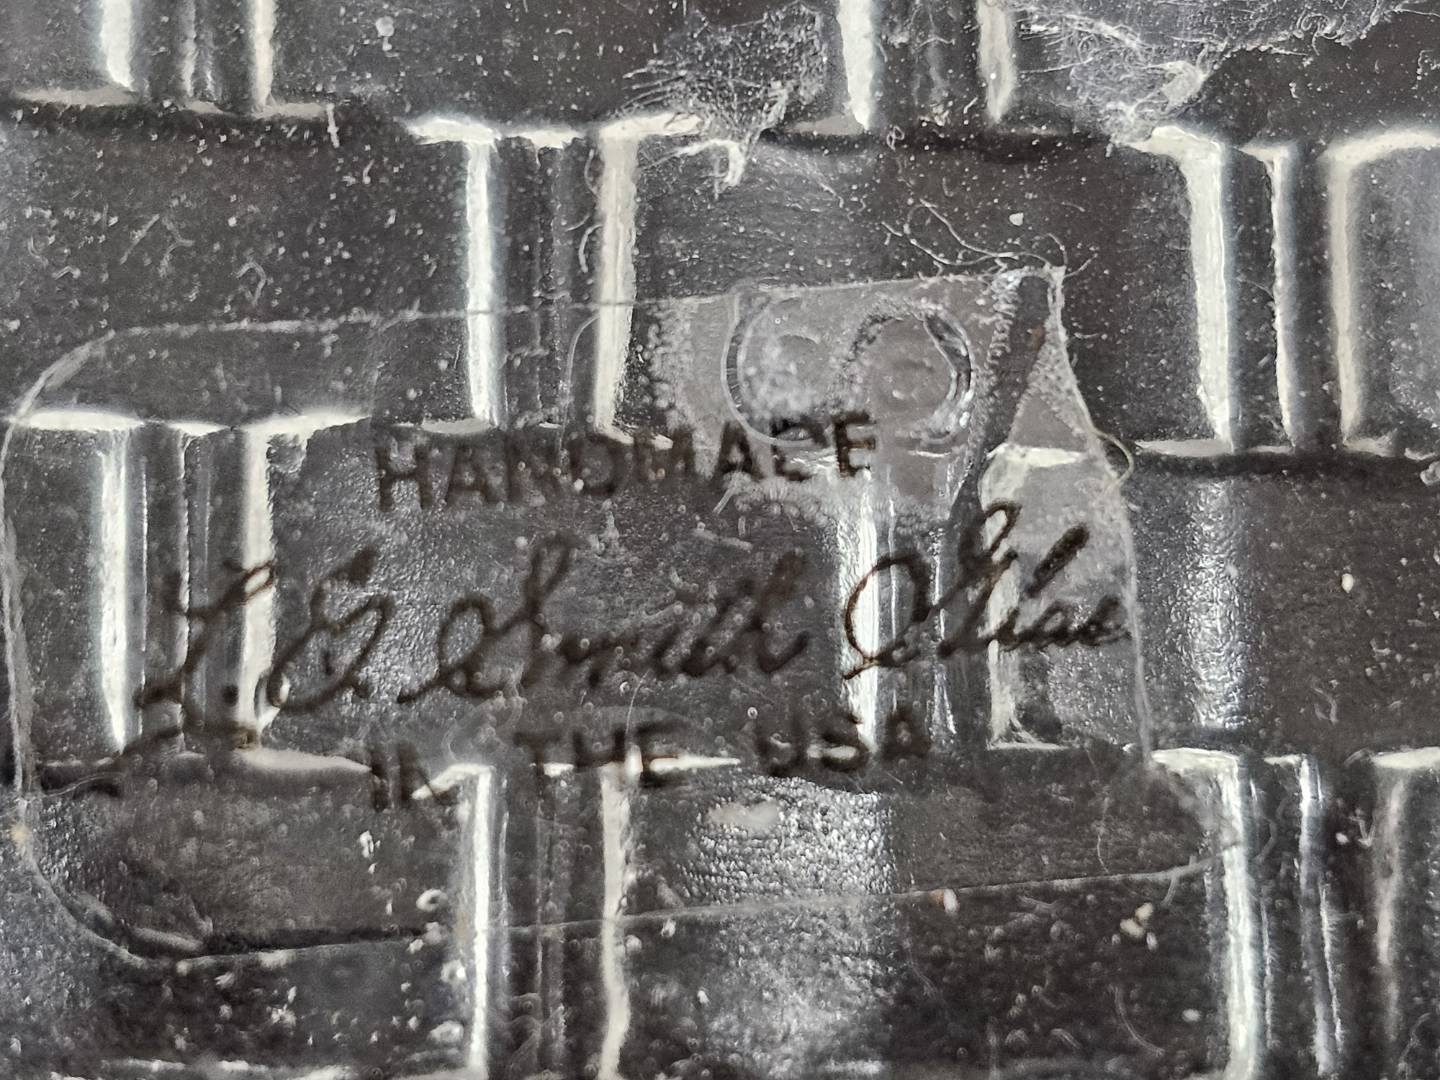 HANDMADE
L.E. Smith Glass
IN THE USA